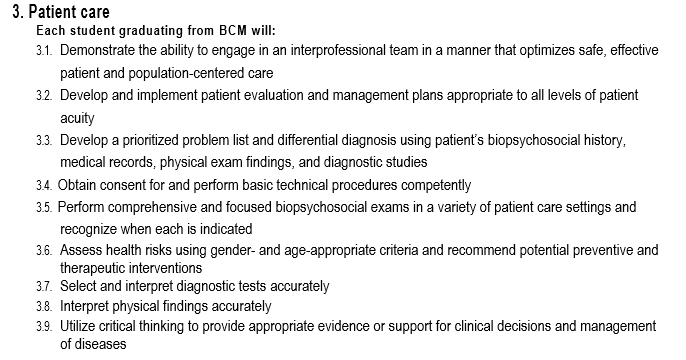 3. Patient care
Each student graduating from BCM will:
3.1. Demonstrate the ability to engage in an interprofessional team in a manner that optimizes safe, effective
patient and population-centered care
3.2. Develop and implement patient evaluation and management plans appropriate to all levels of patient
acuity
3.3. Develop a prioritized problem list and differential diagnosis using patient's biopsychosocial history,
medical records, physical exam findings, and diagnostic studies
3.4. Obtain consent for and perform basic technical procedures competently
3.5. Perform comprehensive and focused biopsychosocial exams in a variety of patient care settings and
recognize when each is indicated
3.6. Assess health risks using gender- and age-appropriate criteria and recommend potential preventive and
therapeutic interventions
3.7. Select and interpret diagnostic tests accurately
3.8. Interpret physical findings accurately
3.9. Utilize critical thinking to provide appropriate evidence or support for clinical decisions and management
of diseases